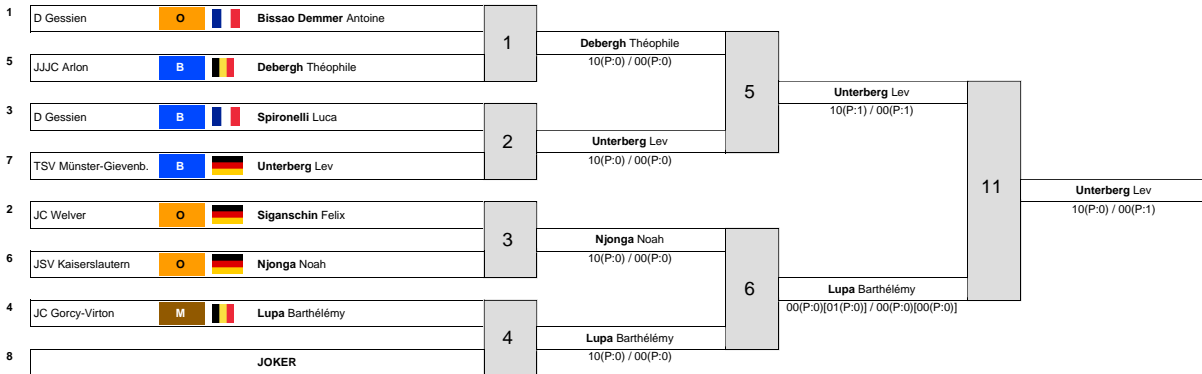 1 D Gessien O Bissao Demmer Antoine
1
Debergh Théophile
10(P:0) / 00(P:0)
5 JJJC Arlon B Debergh Théophile
5
Unterberg Lev
10(P:1) / 00(P:1)
3 D Gessien B Spironelli Luca
2
Unterberg Lev
10(P:0) / 00(P:0)
7 TSV Münster-Gievenb. B Unterberg Lev
11
Unterberg Lev
10(P:0) / 00(P:1)
2 JC Welver O Siganschin Felix
3
Njonga Noah
10(P:0) / 00(P:0)
6 JSV Kaiserslautern O Njonga Noah
6
Lupa Barthélémy
00(P:0)[01(P:0)] / 00(P:0)[00(P:0)]
4 JC Gorcy-Virton M Lupa Barthélémy
4
Lupa Barthélémy
10(P:0) / 00(P:0)
8 JOKER